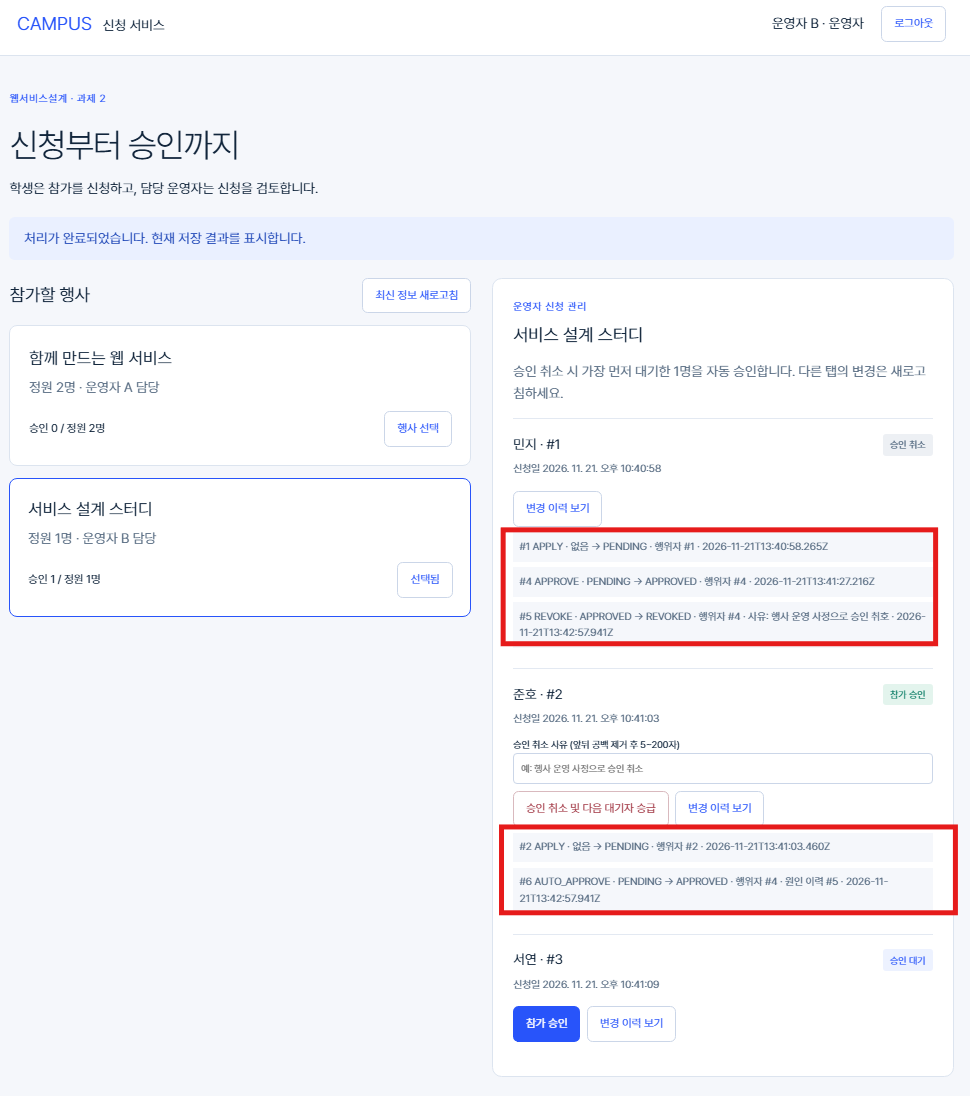 CAMPUS 신청 서비스
운영자 B · 운영자
로그아웃
웹서비스설계 · 과제 2
신청부터 승인까지
학생은 참가를 신청하고, 담당 운영자는 신청을 검토합니다.
처리가 완료되었습니다. 현재 저장 결과를 표시합니다.
참가할 행사
최신 정보 새로고침
함께 만드는 웹 서비스
정원 2명 · 운영자 A 담당
승인 0 / 정원 2명
행사 선택
서비스 설계 스터디
정원 1명 · 운영자 B 담당
승인 1 / 정원 1명
선택됨
운영자 신청 관리
서비스 설계 스터디
승인 취소 시 가장 먼저 대기한 1명을 자동 승인합니다. 다른 탭의 변경은 새로고
침하세요.
민지 · #1
승인 취소
신청일 2026. 11. 21. 오후 10:40:58
변경 이력 보기
#1 APPLY · 없음 → PENDING · 행위자 #1 · 2026-11-21T13:40:58.265Z
#4 APPROVE · PENDING → APPROVED · 행위자 #4 · 2026-11-21T13:41:27.216Z
#5 REVOKE · APPROVED → REVOKED · 행위자 #4 · 사유: 행사 운영 사정으로 승인 취호 · 2026-
11-21T13:42:57.941Z
준호 · #2
참가 승인
신청일 2026. 11. 21. 오후 10:41:03
승인 취소 사유 (앞뒤 공백 제거 후 5~200자)
예: 행사 운영 사정으로 승인 취소
승인 취소 및 다음 대기자 승급
변경 이력 보기
#2 APPLY · 없음 → PENDING · 행위자 #2 · 2026-11-21T13:41:03.460Z
#6 AUTO_APPROVE · PENDING → APPROVED · 행위자 #4 · 원인 이력 #5 · 2026-11-
21T13:42:57.941Z
서연 · #3
승인 대기
신청일 2026. 11. 21. 오후 10:41:09
참가 승인
변경 이력 보기